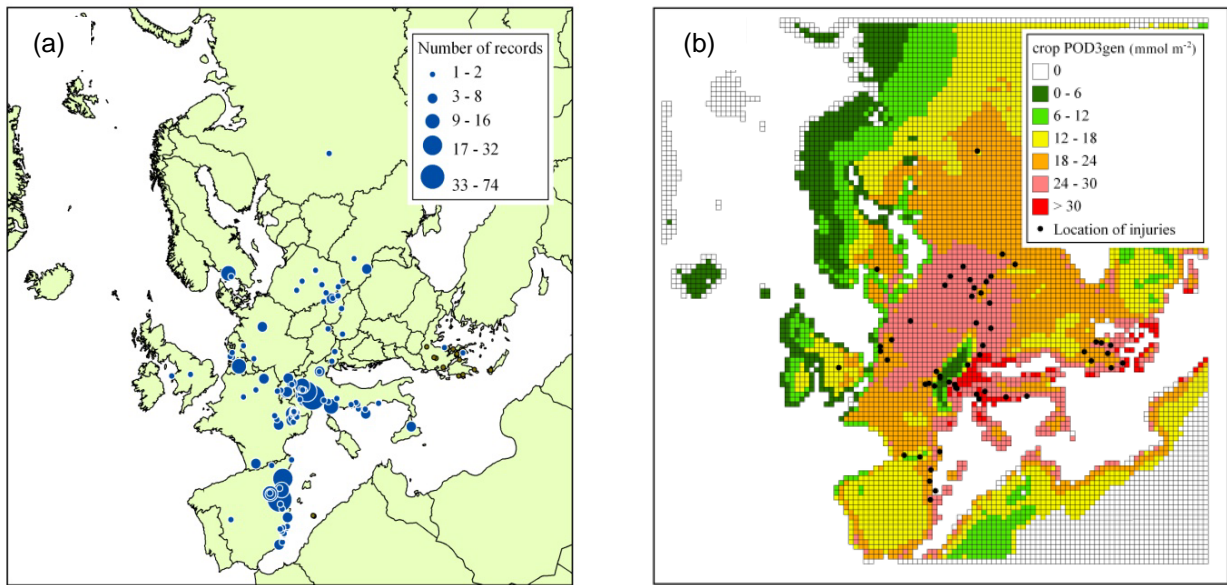 (a)
Number of records
1 - 2
3 - 8
9 - 16
17 - 32
33 - 74
(b)
crop POD3gen (mmol m⁻²)
0
0 - 6
6 - 12
12 - 18
18 - 24
24 - 30
> 30
Location of injuries